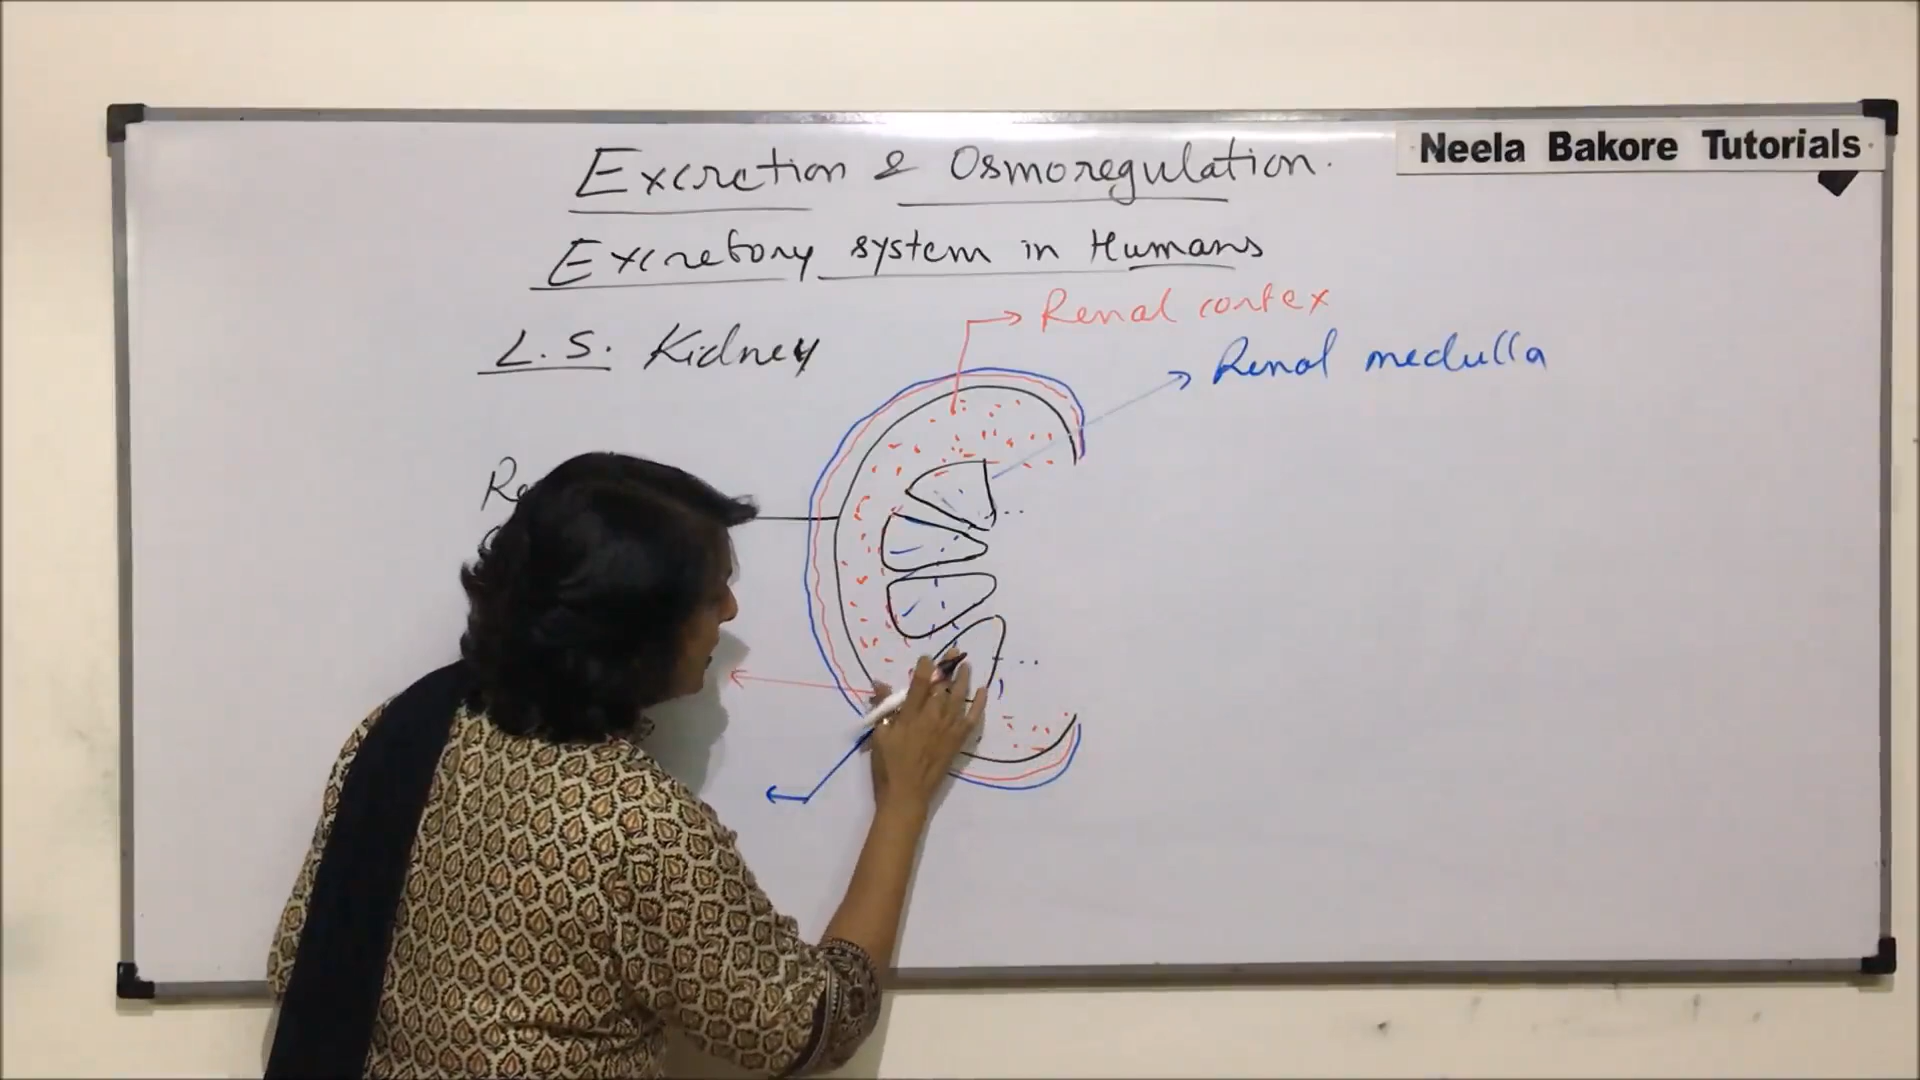 Neela Bakore Tutorials
Excretion & Osmoregulation.
Excretory system in Humans
Renal cortex
L.S. Kidney
Renal medulla